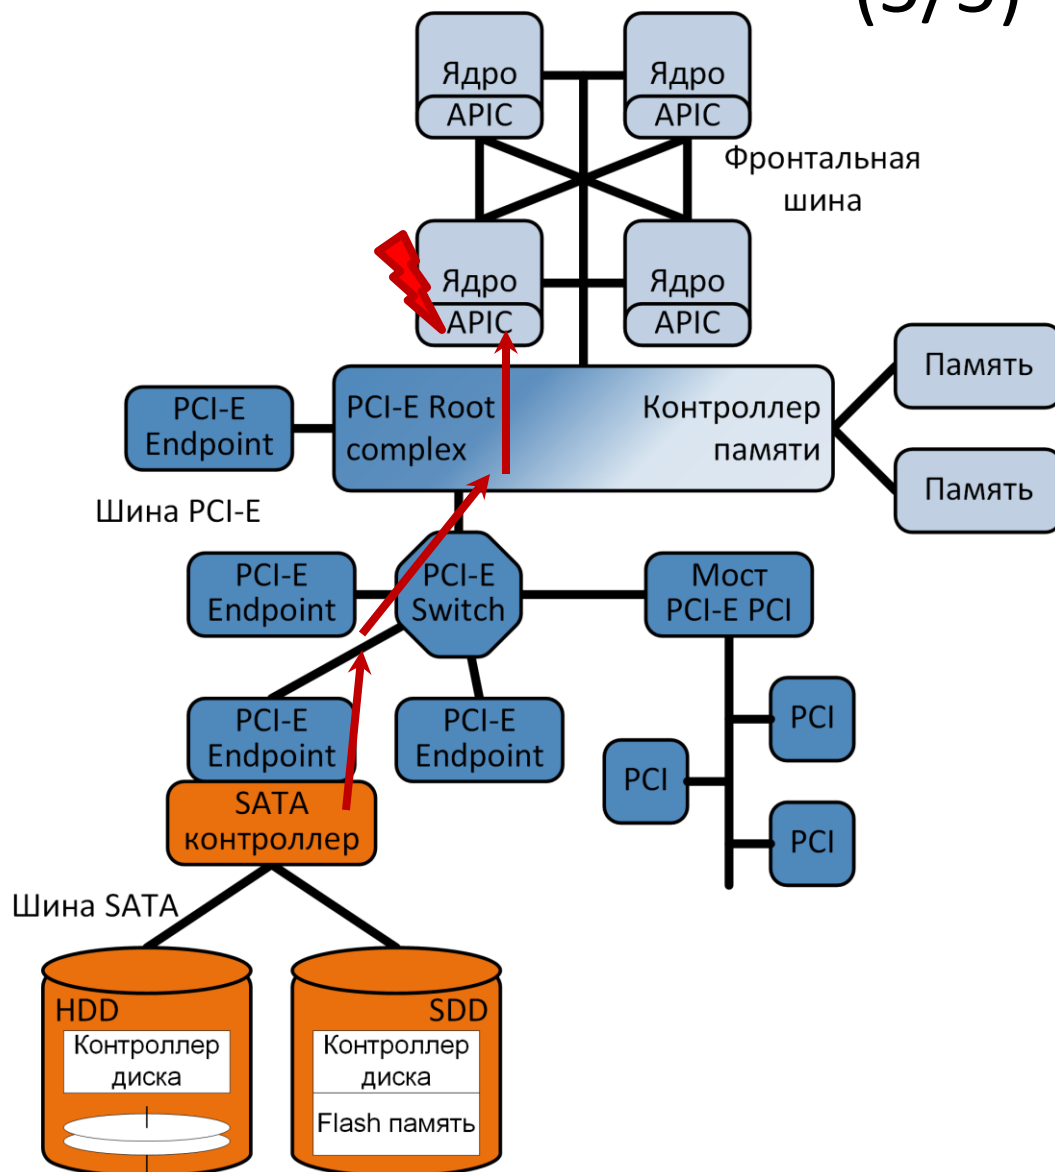 (5/5)
Ядро
APIC
Ядро
APIC
Фронтальная
шина
Ядро
APIC
Ядро
APIC
PCI-E
Endpoint
PCI-E Root
complex
Контроллер
памяти
Память
Память
Шина PCI-E
PCI-E
Endpoint
PCI-E
Switch
Мост
PCI-E PCI
PCI-E
Endpoint
PCI-E
Endpoint
PCI
PCI
PCI
SATA
контроллер
Шина SATA
HDD
Контроллер
диска
SDD
Контроллер
диска
Flash память